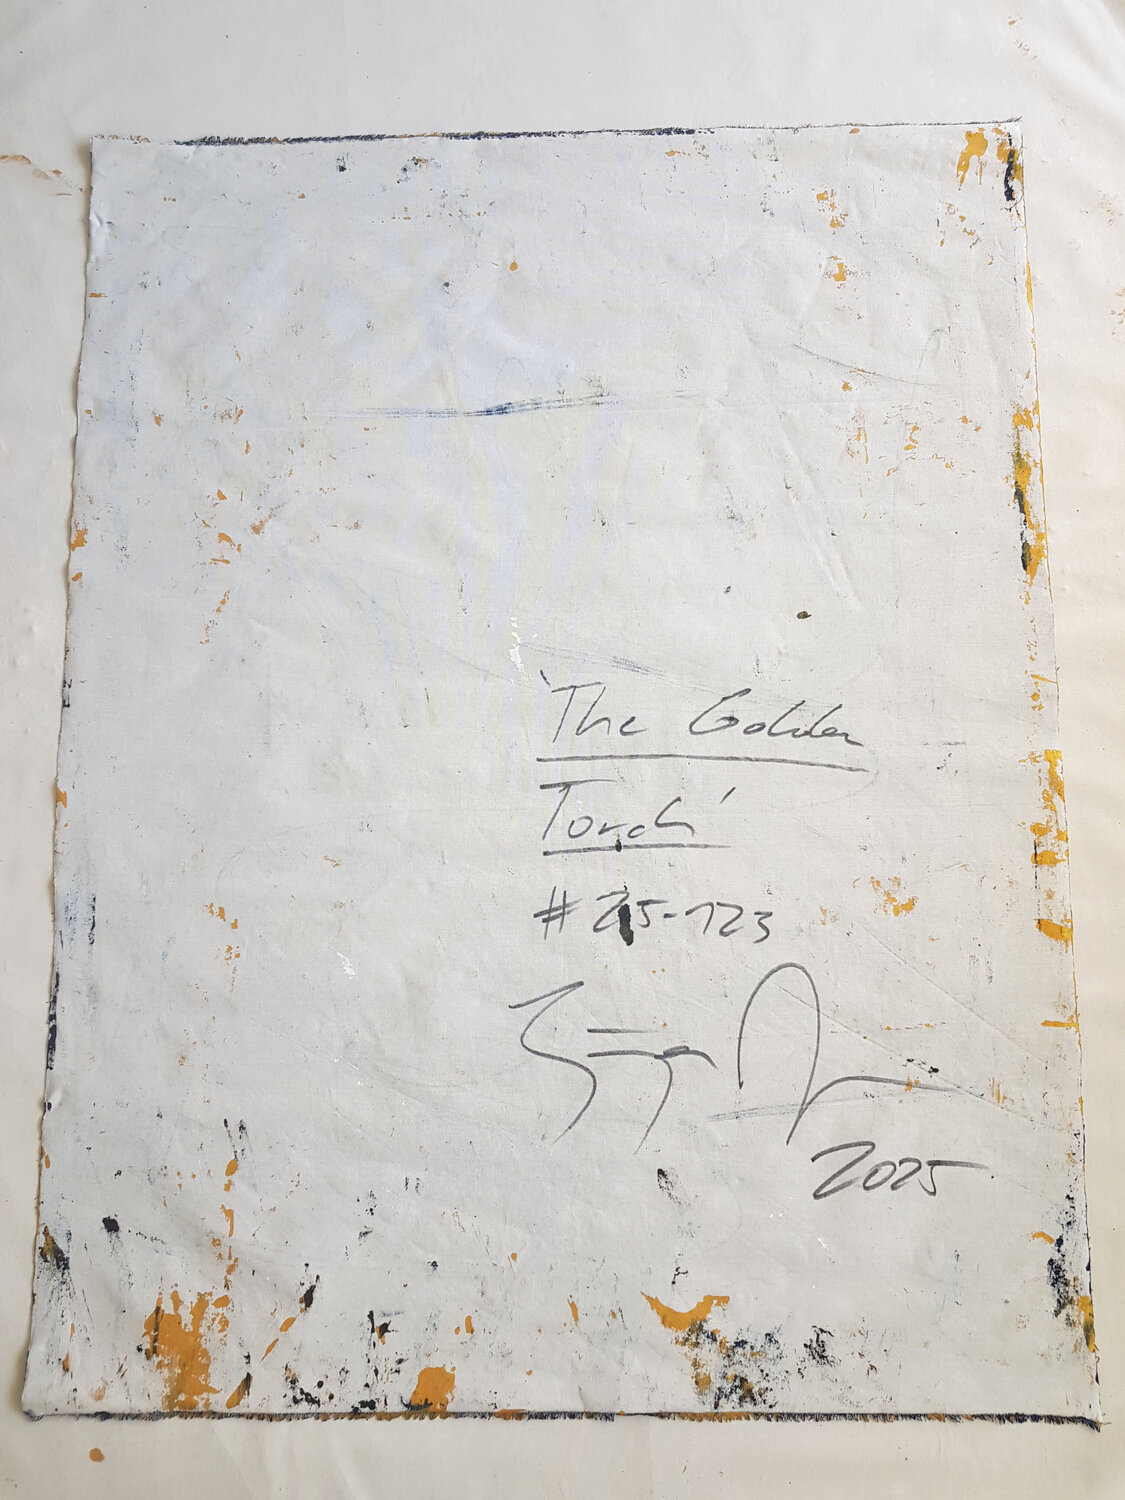 'The Golden
Torch'
# 25-123
2025